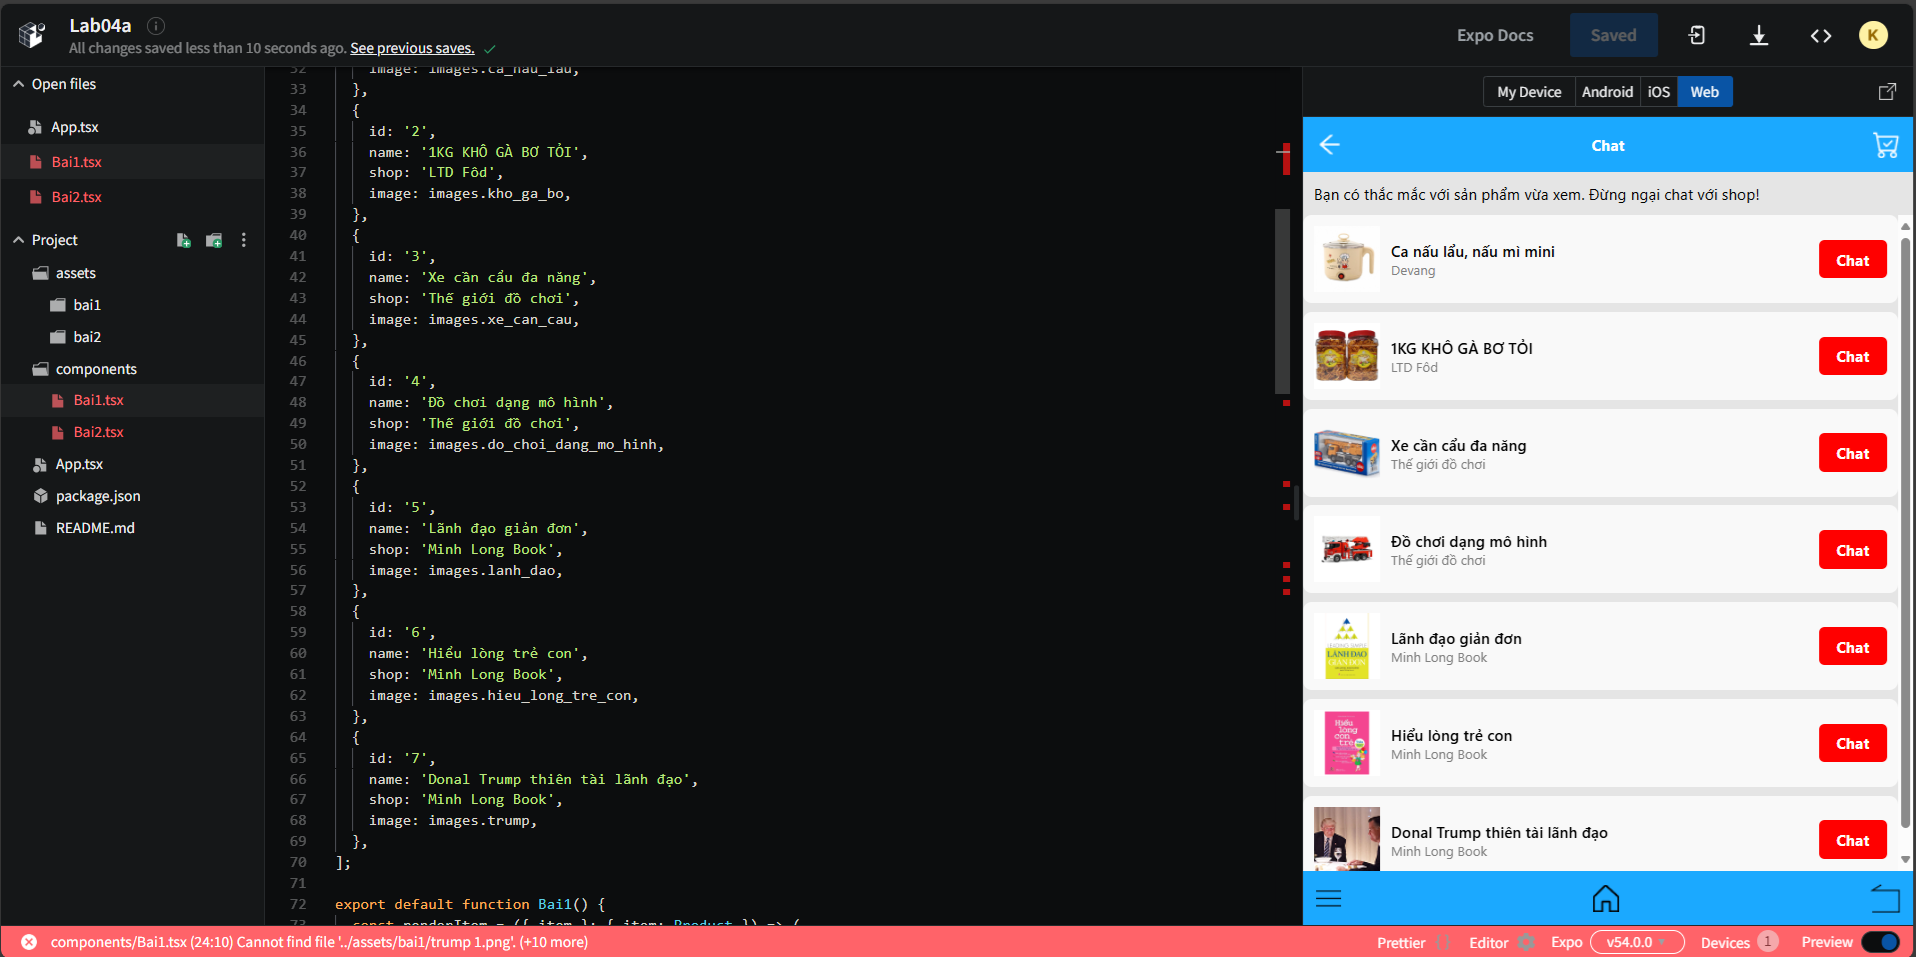 Lab04a
All changes saved less than 10 seconds ago. See previous saves.
Expo Docs
Saved
K
Open files
App.tsx
Bai1.tsx
Bai2.tsx
Project
assets
bai1
bai2
components
Bai1.tsx
Bai2.tsx
App.tsx
package.json
README.md
32 image: images.ca_nau_lau,
33 },
34 {
35 id: '2',
36 name: '1KG KHÔ GÀ BƠ TỎI',
37 shop: 'LTD Fôd',
38 image: images.kho_ga_bo,
39 },
40 {
41 id: '3',
42 name: 'Xe cần cẩu đa năng',
43 shop: 'Thế giới đồ chơi',
44 image: images.xe_can_cau,
45 },
46 {
47 id: '4',
48 name: 'Đồ chơi dạng mô hình',
49 shop: 'Thế giới đồ chơi',
50 image: images.do_choi_dang_mo_hinh,
51 },
52 {
53 id: '5',
54 name: 'Lãnh đạo giản đơn',
55 shop: 'Minh Long Book',
56 image: images.lanh_dao,
57 },
58 {
59 id: '6',
60 name: 'Hiểu lòng trẻ con',
61 shop: 'Minh Long Book',
62 image: images.hieu_long_tre_con,
63 },
64 {
65 id: '7',
66 name: 'Donal Trump thiên tài lãnh đạo',
67 shop: 'Minh Long Book',
68 image: images.trump,
69 },
70 ];
71
72 export default function Bai1() {
73 const renderItem = ({ item }: { item: Product }) => (
My Device
Android
iOS
Web
Chat
Bạn có thắc mắc với sản phẩm vừa xem. Đừng ngại chat với shop!
Ca nấu lẩu, nấu mì mini
Devang
Chat
1KG KHÔ GÀ BƠ TỎI
LTD Fôd
Chat
Xe cần cẩu đa năng
Thế giới đồ chơi
Chat
Đồ chơi dạng mô hình
Thế giới đồ chơi
Chat
LÃNH ĐẠO
GIẢN ĐƠN
Lãnh đạo giản đơn
Minh Long Book
Chat
Hiểu
lòng
con
trẻ
Hiểu lòng trẻ con
Minh Long Book
Chat
Donal Trump thiên tài lãnh đạo
Minh Long Book
Chat
components/Bai1.tsx (24:10) Cannot find file '../assets/bai1/trump 1.png'. (+10 more)
Prettier
Editor
Expo
v54.0.0
Devices
1
Preview